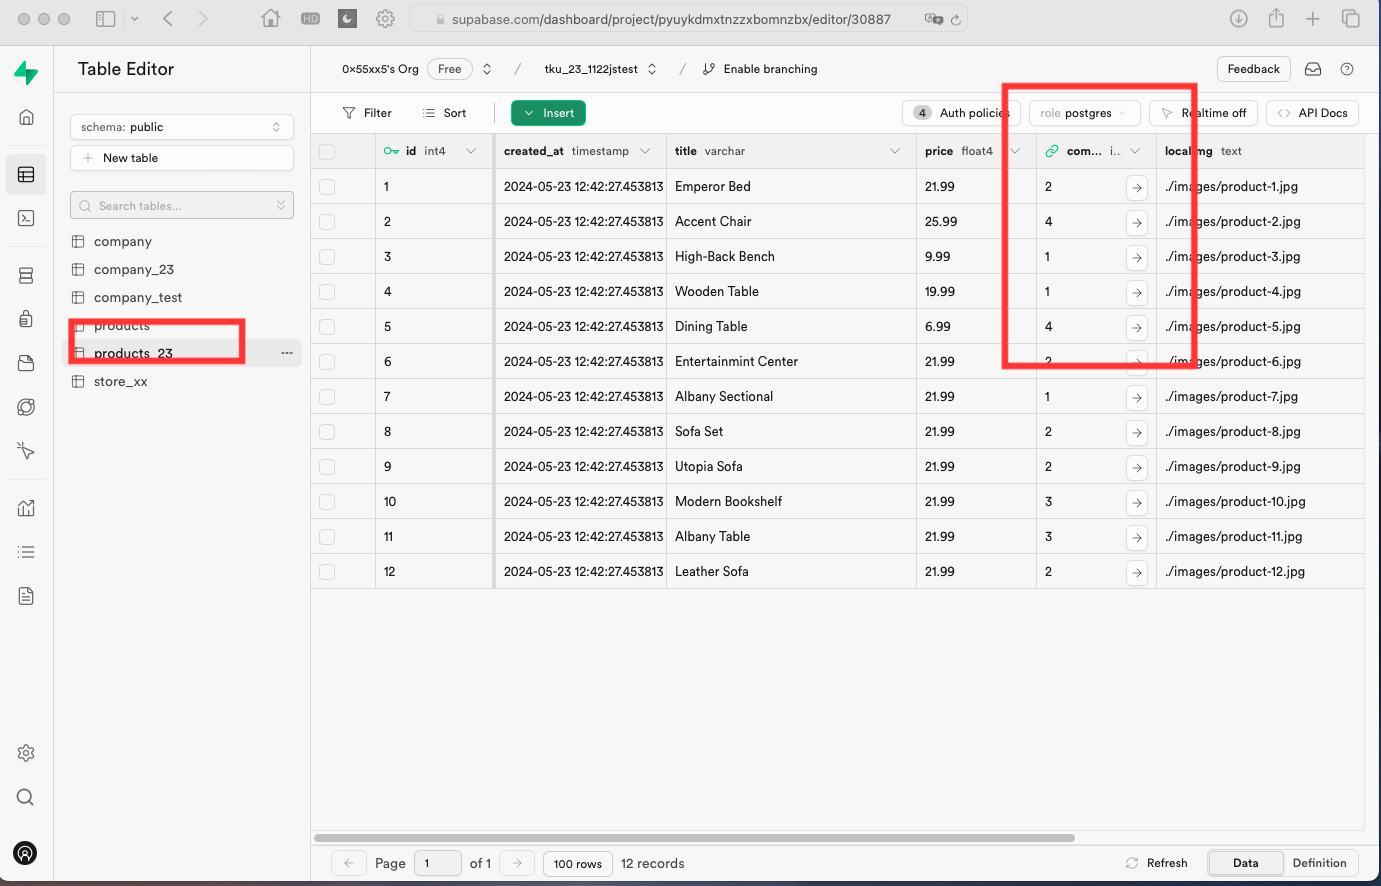 HD
supabase.com/dashboard/project/pyuykdmxtnzzxbomnzbx/editor/30887
Table Editor
0×55xx5's Org Free / tku_23_1122jstest / Enable branching
Feedback
schema: public
New table
Search tables...
company
company_23
company_test
products
products_23
store_xx
Filter Sort Insert 4 Auth policies role postgres Realtime off API Docs
id int4 created_at timestamp title varchar price float4 com... i... localimg text
1 2024-05-23 12:42:27.453813 Emperor Bed 21.99 2 ./images/product-1.jpg
2 2024-05-23 12:42:27.453813 Accent Chair 25.99 4 ./images/product-2.jpg
3 2024-05-23 12:42:27.453813 High-Back Bench 9.99 1 ./images/product-3.jpg
4 2024-05-23 12:42:27.453813 Wooden Table 19.99 1 ./images/product-4.jpg
5 2024-05-23 12:42:27.453813 Dining Table 6.99 4 ./images/product-5.jpg
6 2024-05-23 12:42:27.453813 Entertainmint Center 21.99 2 ./images/product-6.jpg
7 2024-05-23 12:42:27.453813 Albany Sectional 21.99 1 ./images/product-7.jpg
8 2024-05-23 12:42:27.453813 Sofa Set 21.99 2 ./images/product-8.jpg
9 2024-05-23 12:42:27.453813 Utopia Sofa 21.99 2 ./images/product-9.jpg
10 2024-05-23 12:42:27.453813 Modern Bookshelf 21.99 3 ./images/product-10.jpg
11 2024-05-23 12:42:27.453813 Albany Table 21.99 3 ./images/product-11.jpg
12 2024-05-23 12:42:27.453813 Leather Sofa 21.99 2 ./images/product-12.jpg
Page 1 of 1 100 rows 12 records Refresh Data Definition